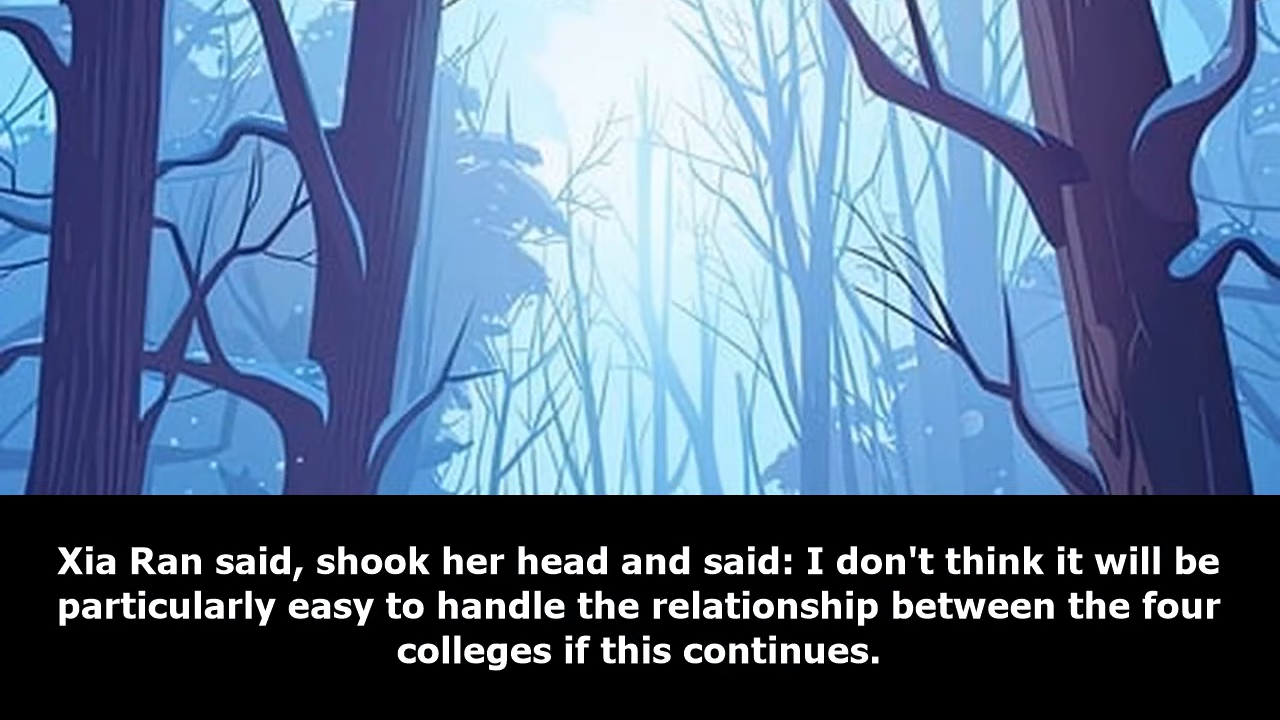 Xia Ran said, shook her head and said: I don't think it will be
particularly easy to handle the relationship between the four
colleges if this continues.